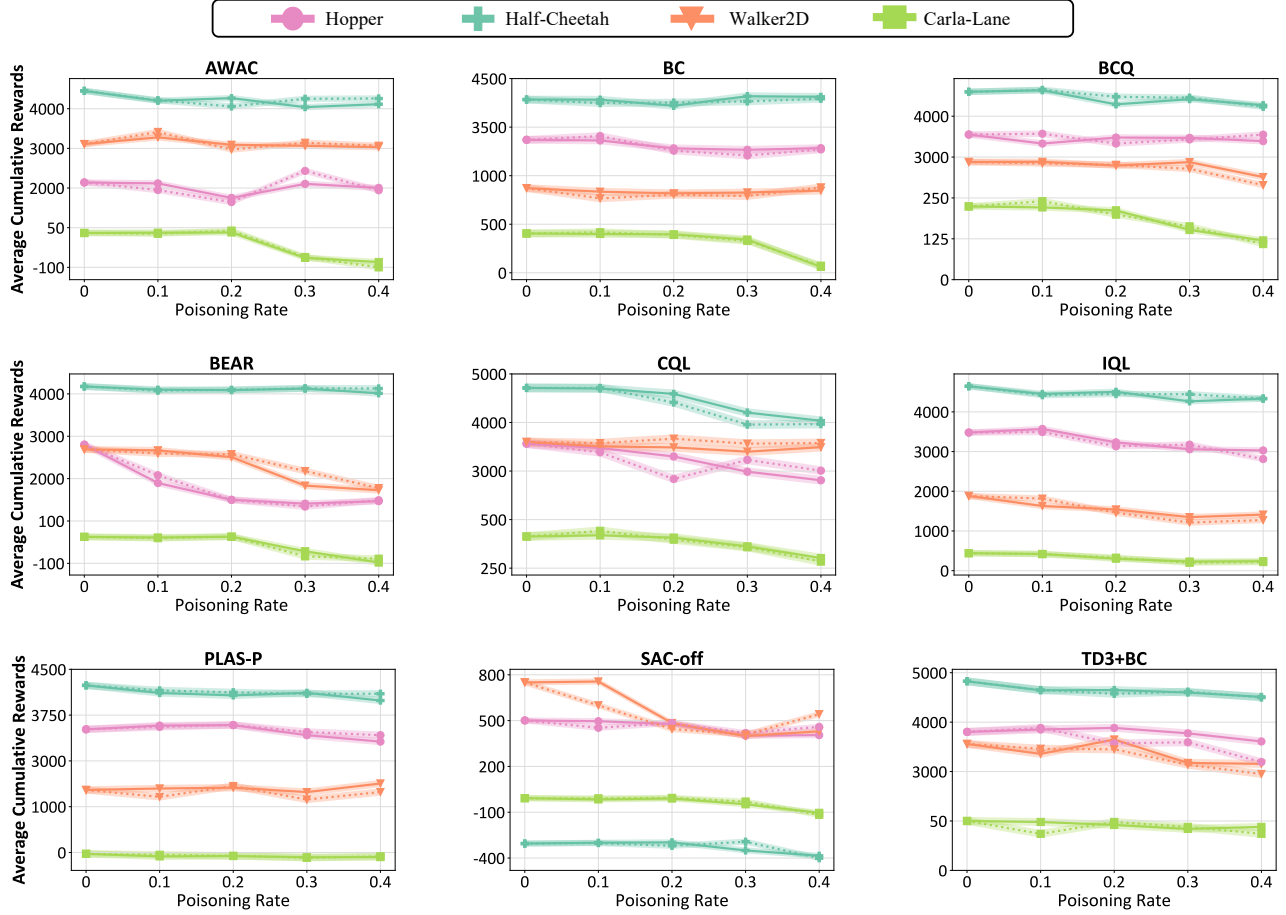 Hopper Half-Cheetah Walker2D Carla-Lane
AWAC
Average Cumulative Rewards
4000
3000
2000
50
-100
0 0.1 0.2 0.3 0.4
Poisoning Rate
BC
4500
3500
1000
500
0
0 0.1 0.2 0.3 0.4
Poisoning Rate
BCQ
4000
3000
250
125
0
0 0.1 0.2 0.3 0.4
Poisoning Rate
BEAR
Average Cumulative Rewards
4000
3000
2000
100
-100
0 0.1 0.2 0.3 0.4
Poisoning Rate
CQL
5000
4000
3000
500
250
0 0.1 0.2 0.3 0.4
Poisoning Rate
IQL
4000
3000
2000
1000
0
0 0.1 0.2 0.3 0.4
Poisoning Rate
PLAS-P
Average Cumulative Rewards
4500
3750
3000
1000
0
0 0.1 0.2 0.3 0.4
Poisoning Rate
SAC-off
800
500
200
-100
-400
0 0.1 0.2 0.3 0.4
Poisoning Rate
TD3+BC
5000
4000
3000
50
0
0 0.1 0.2 0.3 0.4
Poisoning Rate